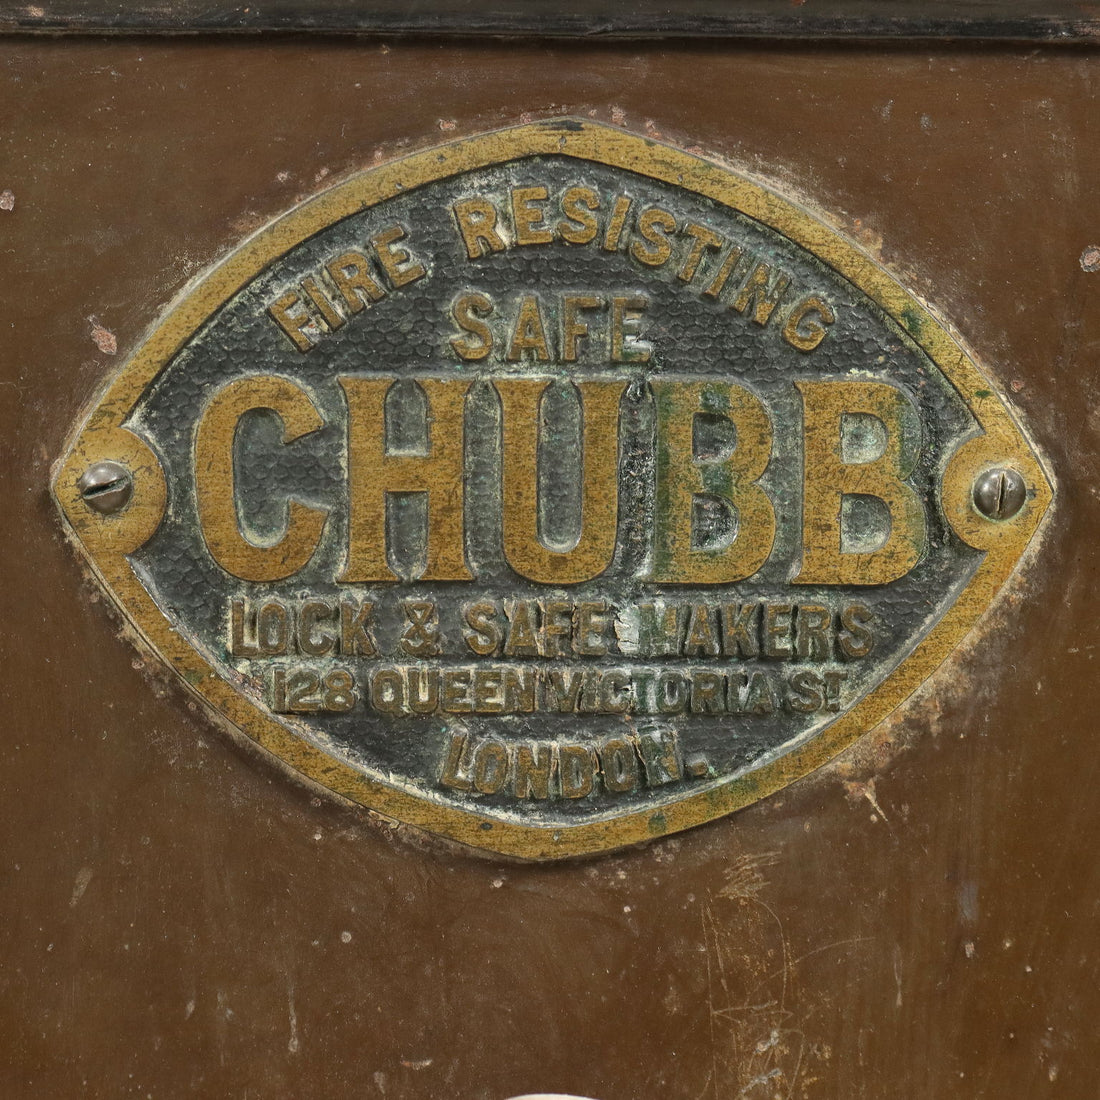 FIRE RESISTING
SAFE
CHUBB
LOCK & SAFE MAKERS
128 QUEEN VICTORIA ST
LONDON.